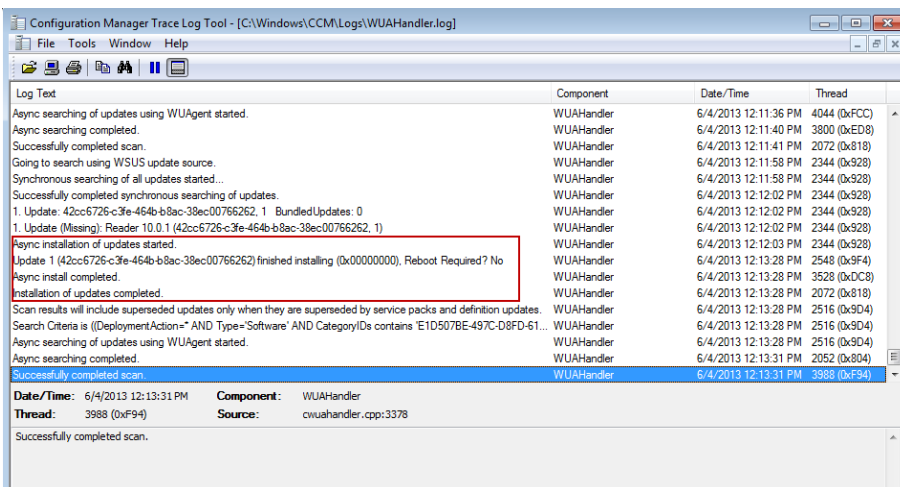 Configuration Manager Trace Log Tool - [C:\Windows\CCM\Logs\WUAHandler.log]
File Tools Window Help
Log Text Component Date/Time Thread
Async searching of updates using WUAgent started. WUAHandler 6/4/2013 12:11:36 PM 4044 (0xFCC)
Async searching completed. WUAHandler 6/4/2013 12:11:40 PM 3800 (0xED8)
Successfully completed scan. WUAHandler 6/4/2013 12:11:41 PM 2072 (0x818)
Going to search using WSUS update source. WUAHandler 6/4/2013 12:11:58 PM 2344 (0x928)
Synchronous searching of all updates started... WUAHandler 6/4/2013 12:11:58 PM 2344 (0x928)
Successfully completed synchronous searching of updates. WUAHandler 6/4/2013 12:12:02 PM 2344 (0x928)
1. Update: 42cc6726-c3fe-464b-b8ac-38ec00766262, 1 BundledUpdates: 0 WUAHandler 6/4/2013 12:12:02 PM 2344 (0x928)
1. Update (Missing): Reader 10.0.1 (42cc6726-c3fe-464b-b8ac-38ec00766262, 1) WUAHandler 6/4/2013 12:12:02 PM 2344 (0x928)
Async installation of updates started. WUAHandler 6/4/2013 12:12:03 PM 2344 (0x928)
Update 1 (42cc6726-c3fe-464b-b8ac-38ec00766262) finished installing (0x00000000), Reboot Required? No WUAHandler 6/4/2013 12:13:28 PM 2548 (0x9F4)
Async install completed. WUAHandler 6/4/2013 12:13:28 PM 3528 (0xDC8)
Installation of updates completed. WUAHandler 6/4/2013 12:13:28 PM 2072 (0x818)
Scan results will include superseded updates only when they are superseded by service packs and definition updates. WUAHandler 6/4/2013 12:13:28 PM 2516 (0x9D4)
Search Criteria is ((DeploymentAction=* AND Type='Software' AND CategoryIDs contains 'E1D507BE-497C-D8FD-61... WUAHandler 6/4/2013 12:13:28 PM 2516 (0x9D4)
Async searching of updates using WUAgent started. WUAHandler 6/4/2013 12:13:28 PM 2516 (0x9D4)
Async searching completed. WUAHandler 6/4/2013 12:13:31 PM 2052 (0x804)
Successfully completed scan. WUAHandler 6/4/2013 12:13:31 PM 3988 (0xF94)
Date/Time: 6/4/2013 12:13:31 PM Component: WUAHandler
Thread: 3988 (0xF94) Source: cwuahandler.cpp:3378
Successfully completed scan.